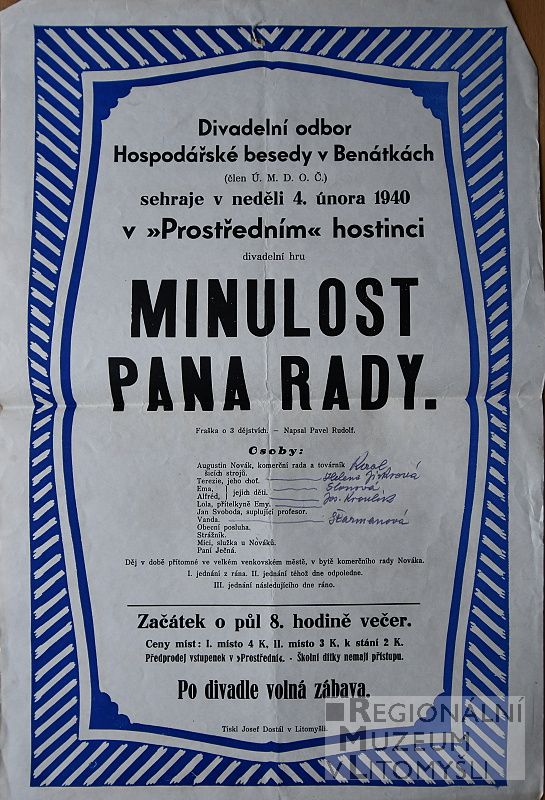 Divadelní odbor
Hospodářské besedy v Benátkách
(člen Ú. M. D. O. Č.)
sehraje v neděli 4. února 1940
v »Prostředním« hostinci
divadelní hru
MINULOST
PANA RADY.
Fraška o 3 dějstvích. – Napsal Pavel Rudolf.
Osoby:
Augustin Novák, komerční rada a továrník
šicích strojů.
Terezie, jeho choť.
Ema,
Alfréd, } jejich děti. Slonová
Lola, přítelkyně Emy.
Jan Svoboda, suplující profesor.
Vanda. Stařmanová
Obecní posluha.
Strážník.
Mici, služka u Nováků.
Paní Ječná.
Děj v době přítomné ve velkém venkovském městě, v bytě komerčního rady Nováka.
I. jednání z rána. II. jednání téhož dne odpoledne.
III. jednání následujícího dne ráno.
Začátek o půl 8. hodině večer.
Ceny míst: I. místo 4 K, II. místo 3 K, k stání 2 K.
Předprodej vstupenek v »Prostředním«. - Školní dítky nemají přístupu.
Po divadle volná zábava.
Tiskl Josef Dostál v Litomyšli.
REGIONÁLNÍ
MUZEUM
V LITOMYŠLI